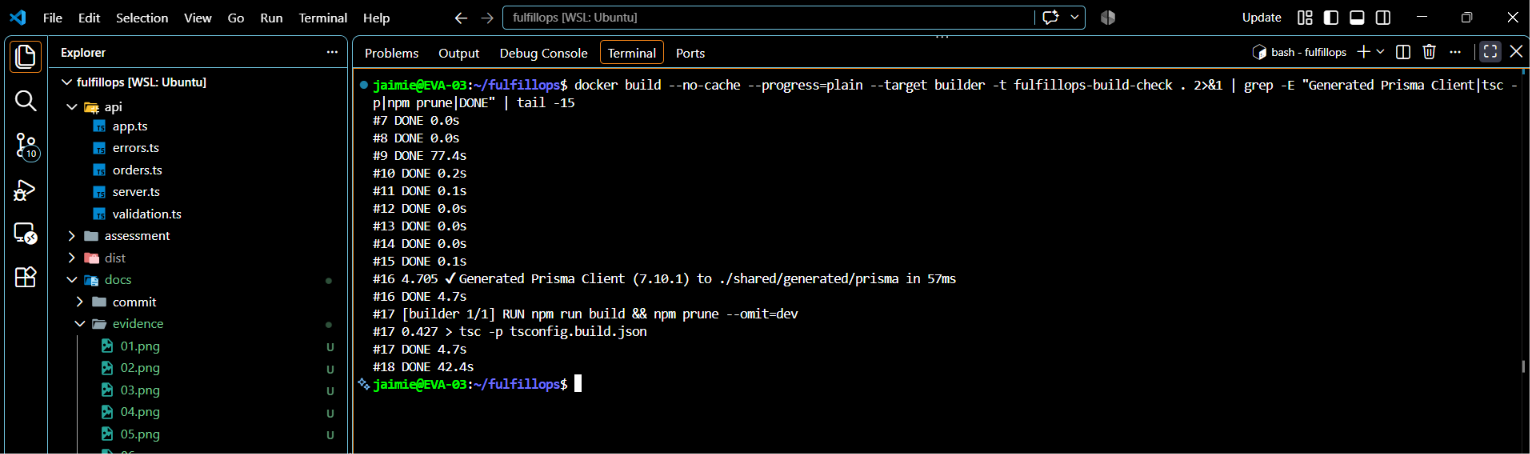 File Edit Selection View Go Run Terminal Help
fulfillops [WSL: Ubuntu]
Update
Explorer
fulfillops [WSL: Ubuntu]
api
app.ts
errors.ts
orders.ts
server.ts
validation.ts
assessment
dist
docs
commit
evidence
01.png U
02.png U
03.png U
04.png U
05.png U
10
Problems Output Debug Console Terminal Ports
bash - fulfillops
jaimie@EVA-03:~/fulfillops$ docker build --no-cache --progress=plain --target builder -t fulfillops-build-check . 2>&1 | grep -E "Generated Prisma Client|tsc -
p|npm prune|DONE" | tail -15
#7 DONE 0.0s
#8 DONE 0.0s
#9 DONE 77.4s
#10 DONE 0.2s
#11 DONE 0.1s
#12 DONE 0.0s
#13 DONE 0.0s
#14 DONE 0.0s
#15 DONE 0.1s
#16 4.705 ✔ Generated Prisma Client (7.10.1) to ./shared/generated/prisma in 57ms
#16 DONE 4.7s
#17 [builder 1/1] RUN npm run build && npm prune --omit=dev
#17 0.427 > tsc -p tsconfig.build.json
#17 DONE 4.7s
#18 DONE 42.4s
jaimie@EVA-03:~/fulfillops$